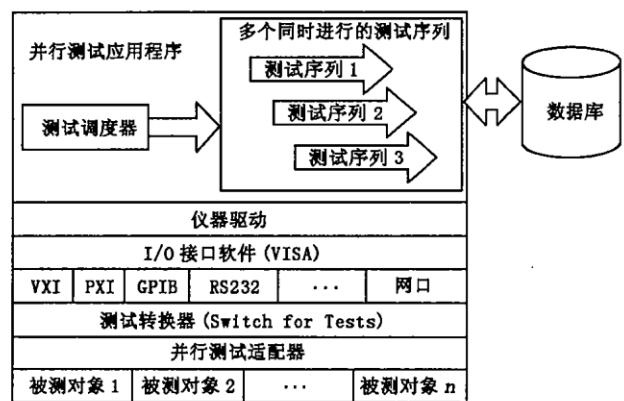 并行测试应用程序
多个同时进行的测试序列
测试序列 1
测试序列 2
测试序列 3
测试调度器
数据库
仪器驱动
I/O 接口软件 (VISA)
VXI PXI GPIB RS232 ... 网口
测试转换器 (Switch for Tests)
并行测试适配器
被测对象 1 被测对象 2 ... 被测对象 n